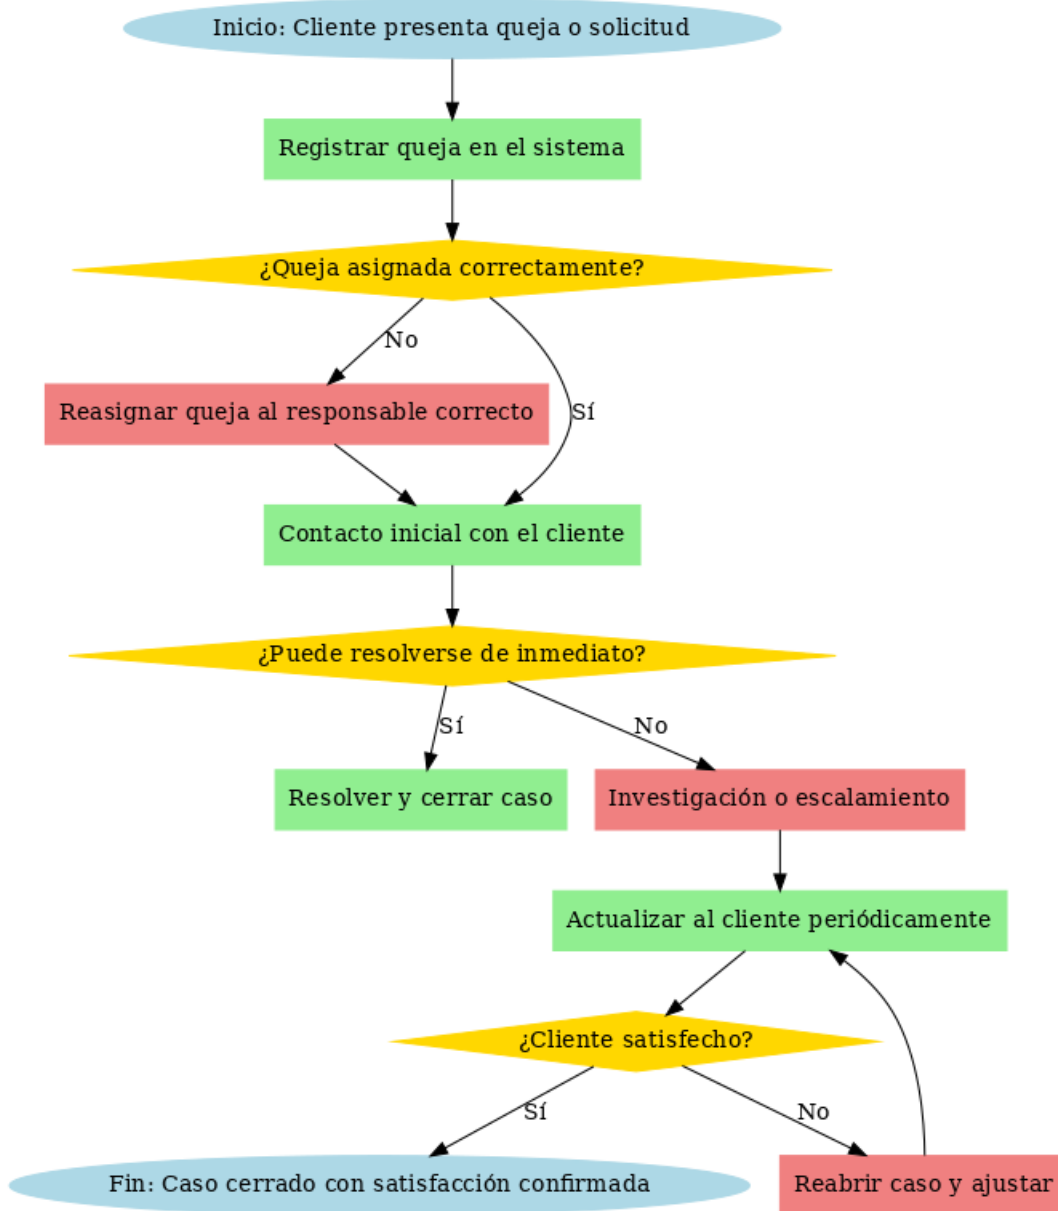 Inicio: Cliente presenta queja o solicitud
Registrar queja en el sistema
¿Queja asignada correctamente?
No
Reasignar queja al responsable correcto
Sí
Contacto inicial con el cliente
¿Puede resolverse de inmediato?
Sí
No
Resolver y cerrar caso
Investigación o escalamiento
Actualizar al cliente periódicamente
¿Cliente satisfecho?
Sí
No
Fin: Caso cerrado con satisfacción confirmada
Reabrir caso y ajustar